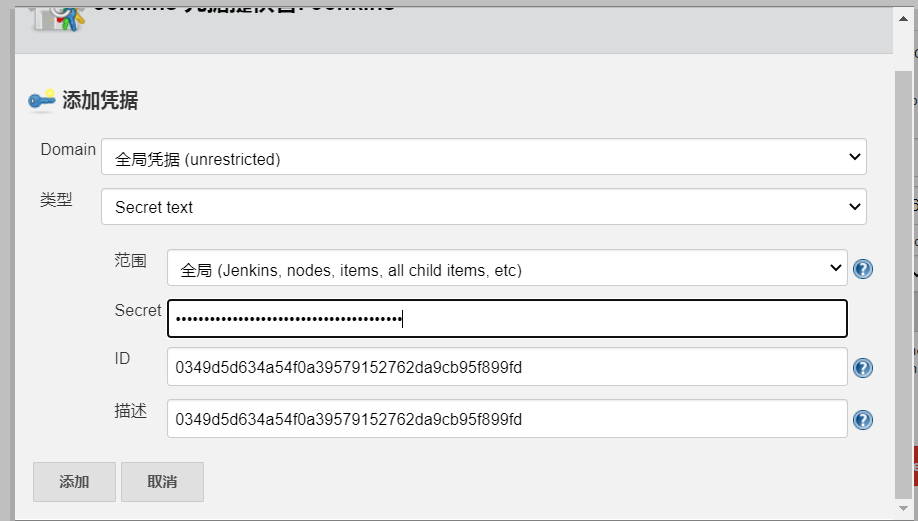 添加凭据
Domain
全局凭据 (unrestricted)
类型
Secret text
范围
全局 (Jenkins, nodes, items, all child items, etc)
Secret
••••••••••••••••••••••••••••••••••••••••
ID
0349d5d634a54f0a39579152762da9cb95f899fd
描述
0349d5d634a54f0a39579152762da9cb95f899fd
添加
取消